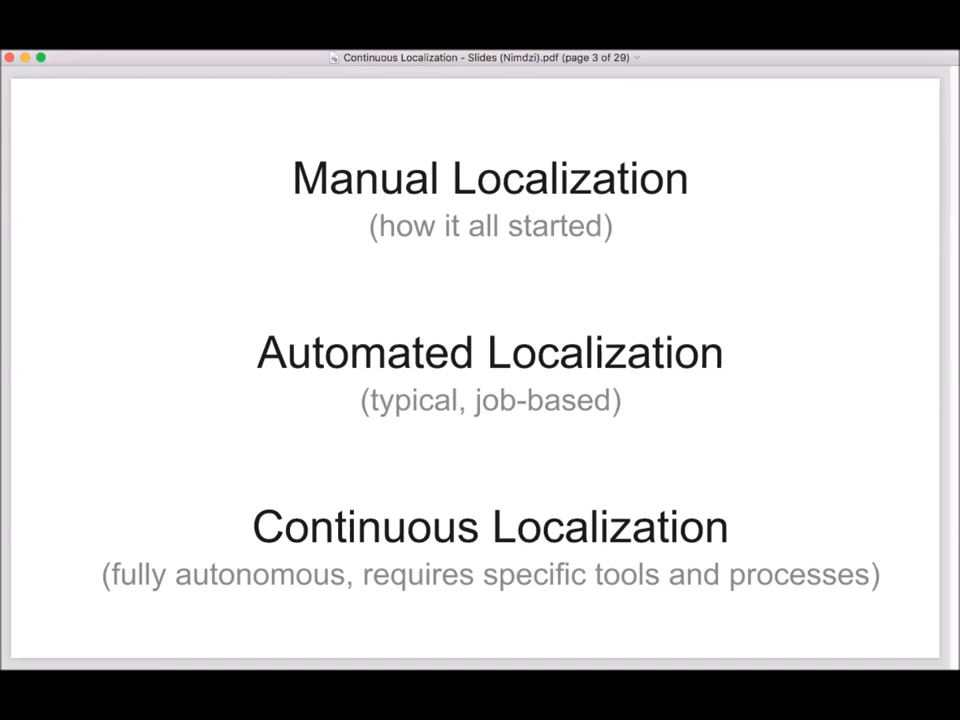 Continuous Localization - Slides (Nimdzi).pdf (page 3 of 29)
Manual Localization
(how it all started)
Automated Localization
(typical, job-based)
Continuous Localization
(fully autonomous, requires specific tools and processes)